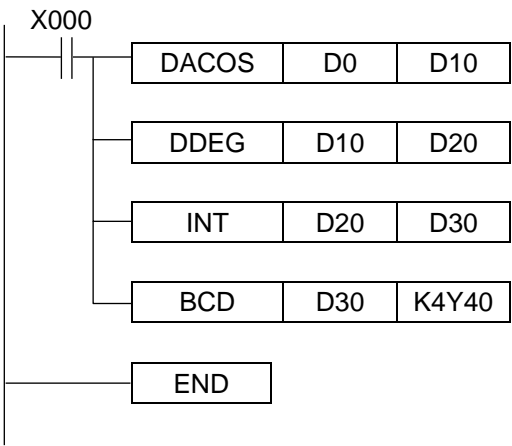 X000
DACOS D0 D10
DDEG D10 D20
INT D20 D30
BCD D30 K4Y40
END